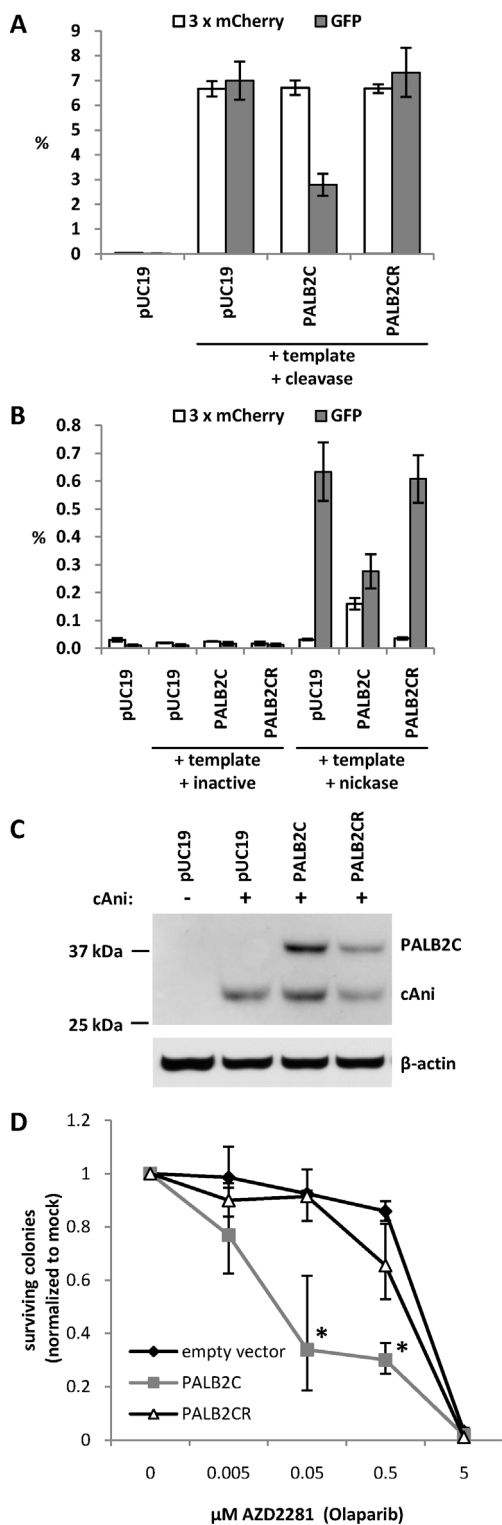 A
3 x mCherry GFP
9
8
7
6
5
4
3
2
1
0
%
pUC19
pUC19
PALB2C
PALB2CR
+ template
+ cleavase
B
3 x mCherry GFP
0.8
0.7
0.6
0.5
0.4
0.3
0.2
0.1
0.0
%
pUC19
pUC19
PALB2C
PALB2CR
pUC19
PALB2C
PALB2CR
+ template
+ inactive
+ template
+ nickase
C
pUC19
pUC19
PALB2C
PALB2CR
cAni: - + + +
37 kDa
25 kDa
PALB2C
cAni
β-actin
D
1.2
1
0.8
0.6
0.4
0.2
0
surviving colonies
(normalized to mock)
* *
empty vector
PALB2C
PALB2CR
0 0.005 0.05 0.5 5
µM AZD2281 (Olaparib)